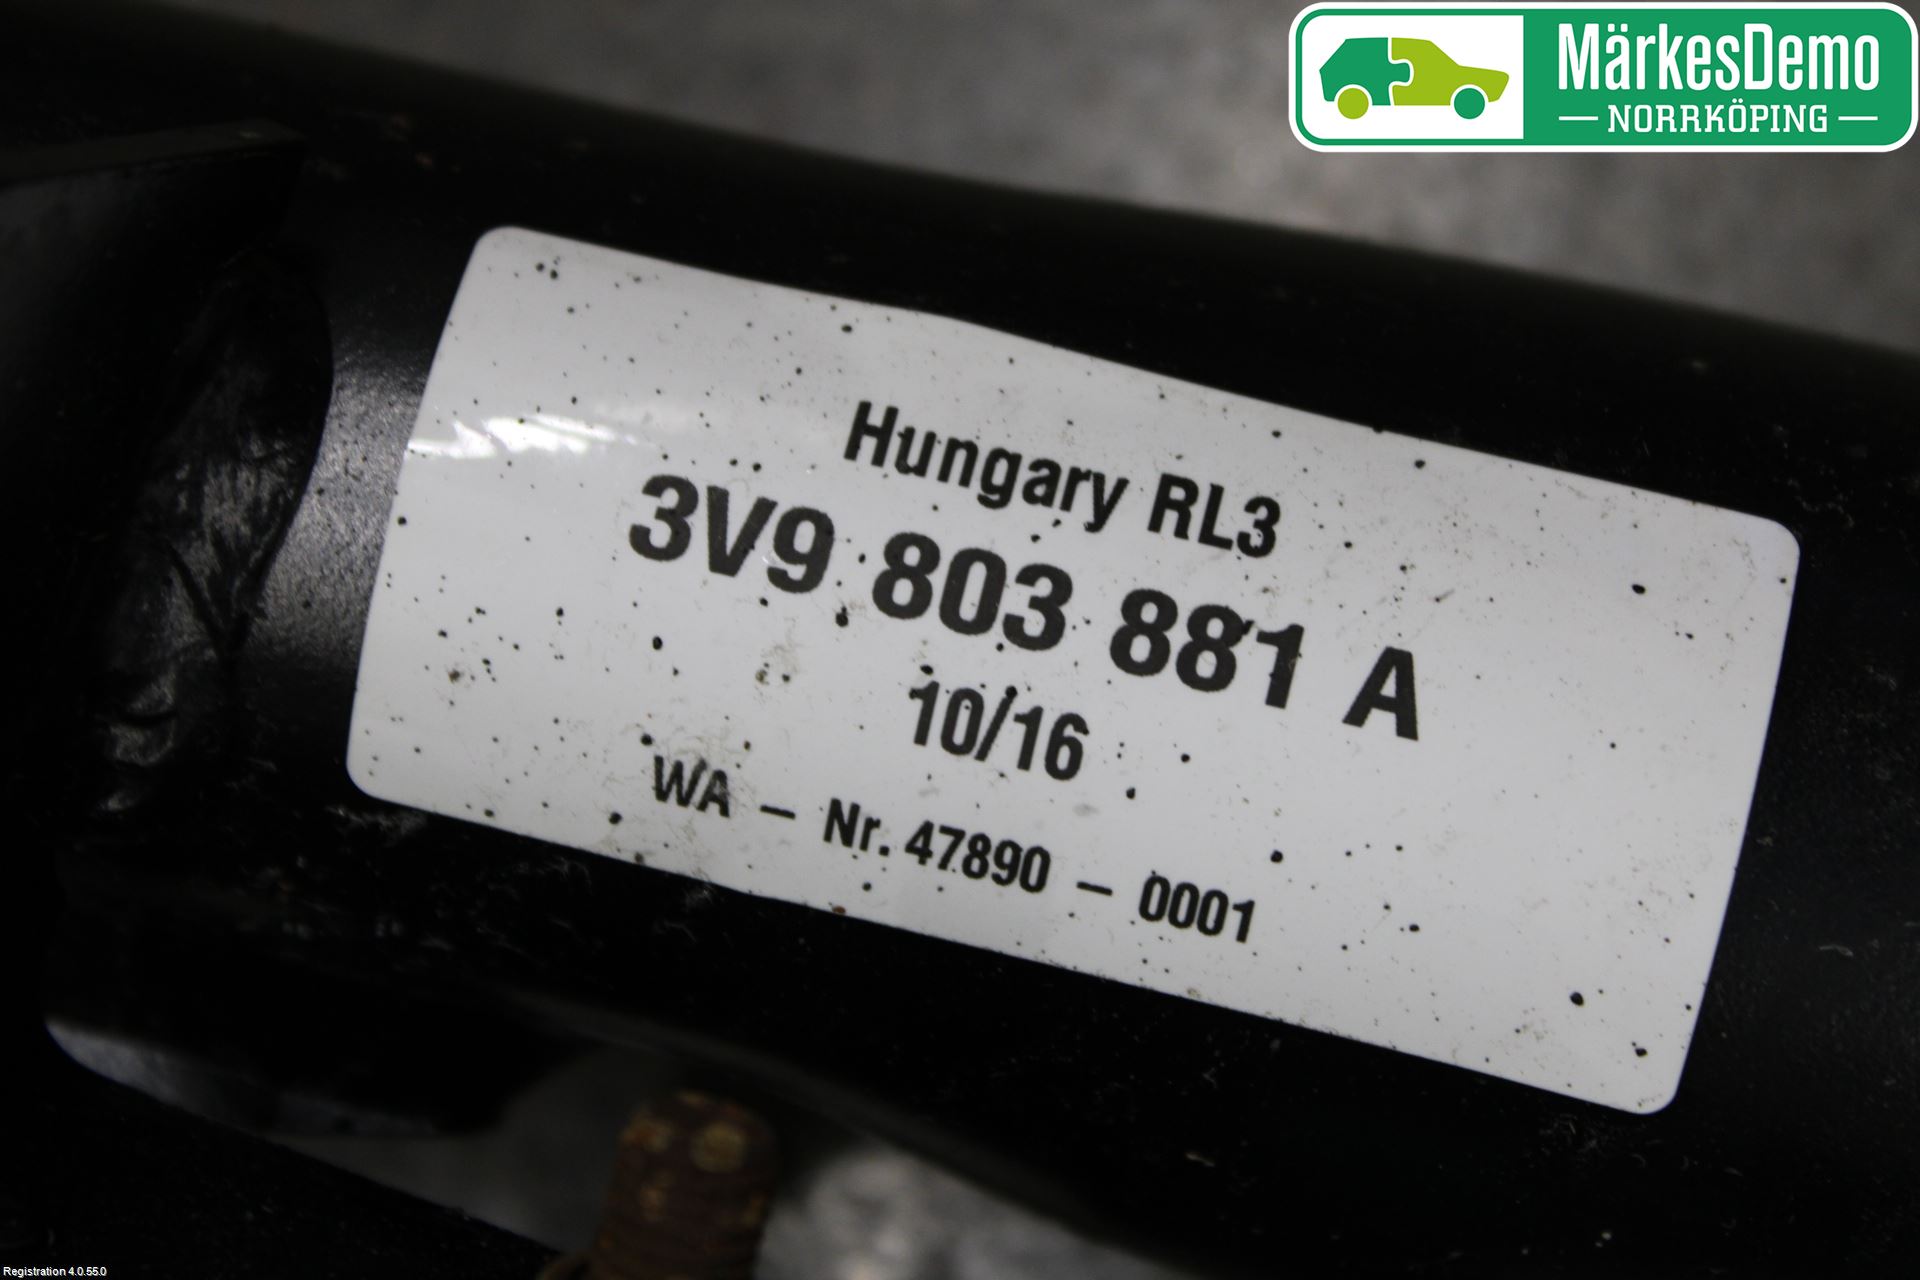 MärkesDemo
NORRKÖPING
Hungary RL3
3V9 803 881 A
10/16
WA – Nr. 47890 – 0001
Registration 4.0.55.0